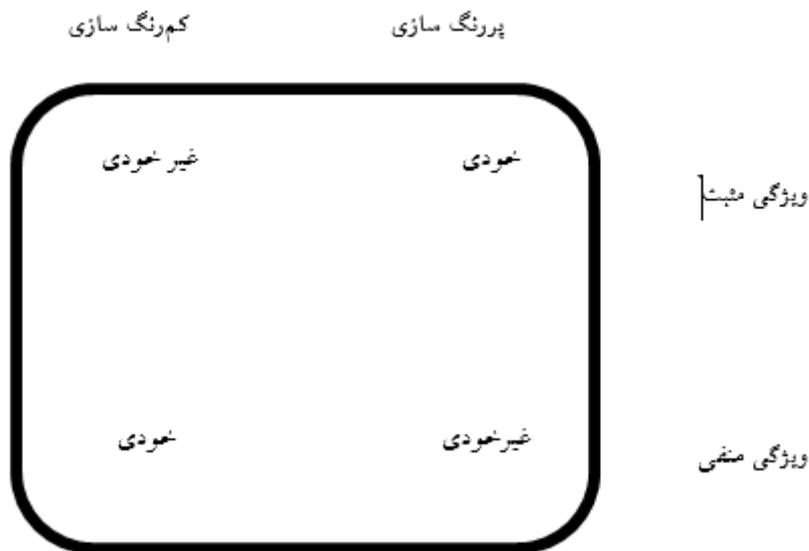 پررنگ سازی
کم‌رنگ سازی
خودی
غیر خودی
ویژگی مثبت
غیرخودی
خودی
ویژگی منفی